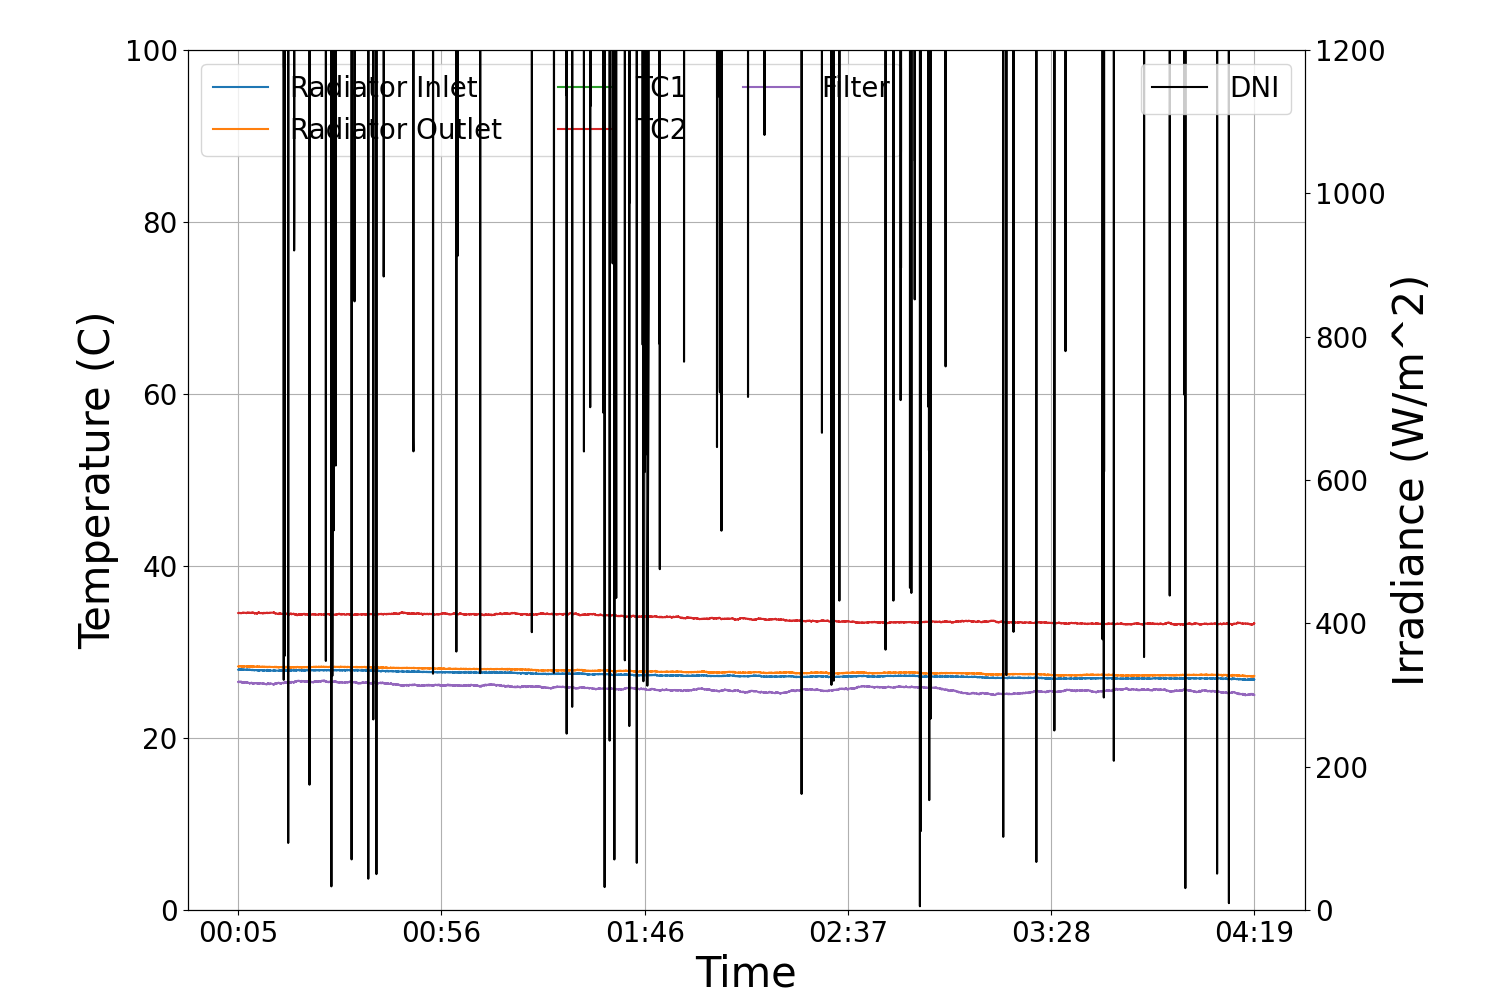 100
80
60
40
20
0
Temperature (C)
Radiator Inlet
Radiator Outlet
TC1
TC2
Filter
DNI
1200
1000
800
600
400
200
0
Irradiance (W/m^2)
00:05
00:56
01:46
02:37
03:28
04:19
Time